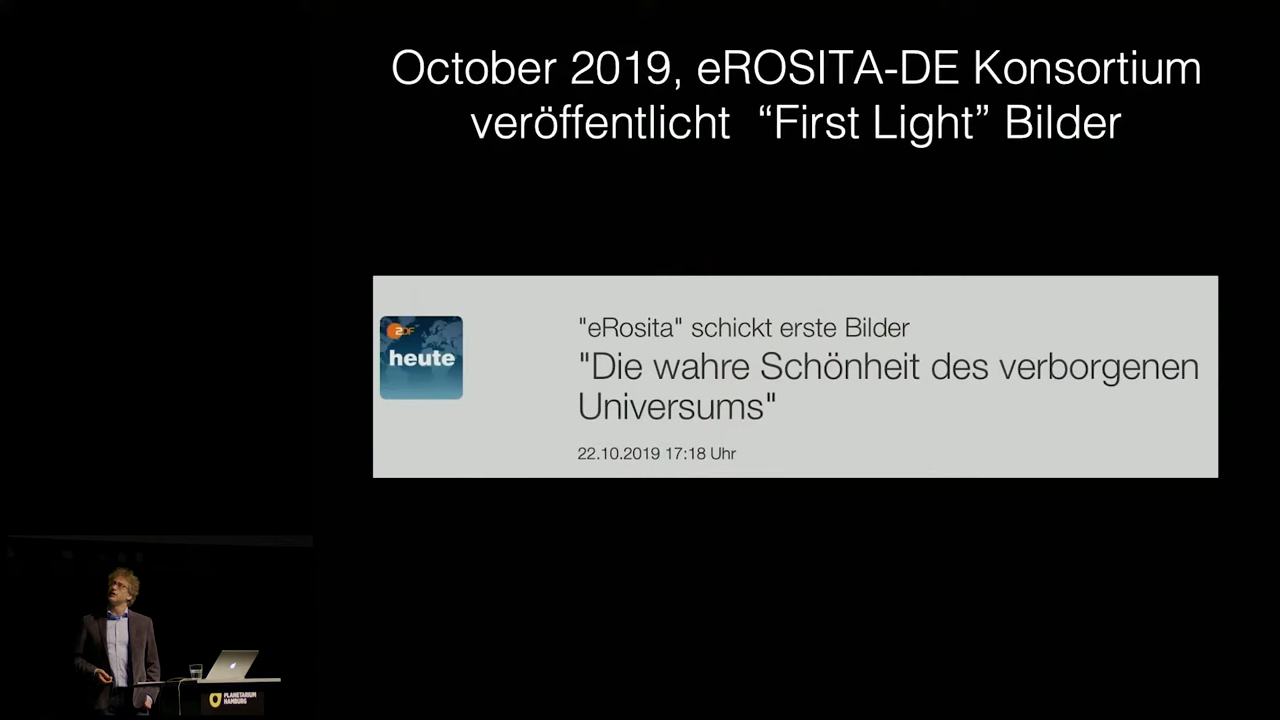 October 2019, eROSITA-DE Konsortium
veröffentlicht “First Light” Bilder
ZDF
heute
"eRosita" schickt erste Bilder
"Die wahre Schönheit des verborgenen
Universums"
22.10.2019 17:18 Uhr
PLANETARIUM
HAMBURG